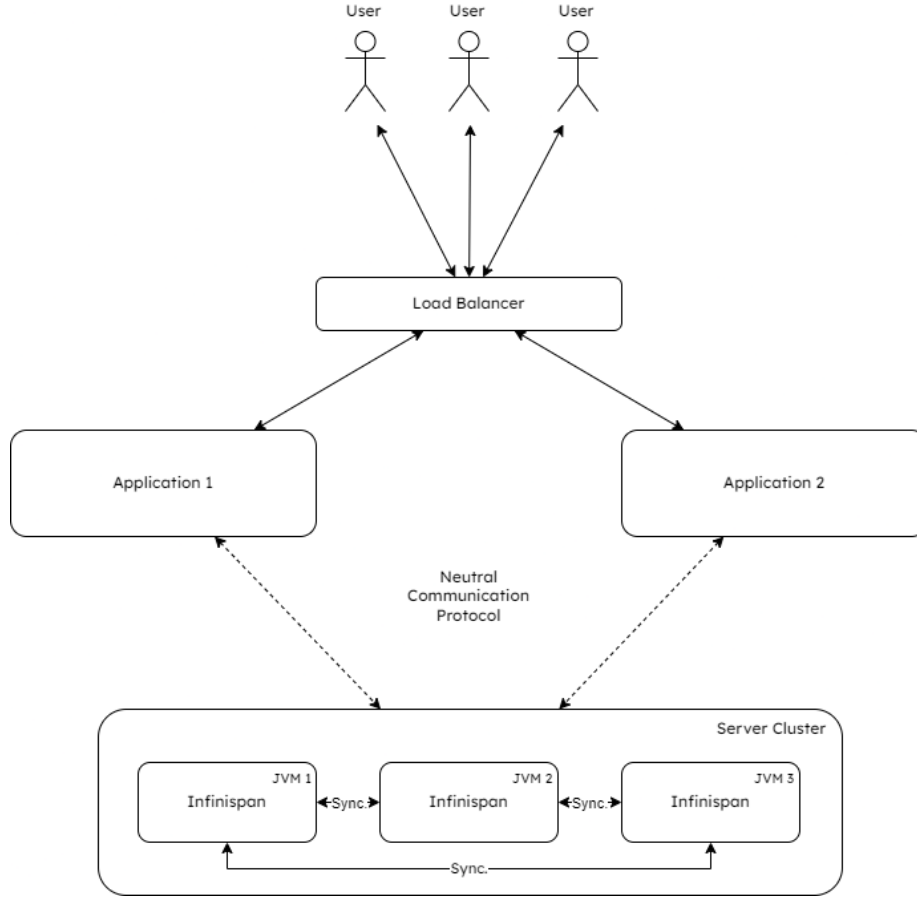 User
User
User
Load Balancer
Application 1
Application 2
Neutral
Communication
Protocol
Server Cluster
JVM 1
JVM 2
JVM 3
Infinispan
Sync.
Infinispan
Sync.
Infinispan
Sync.